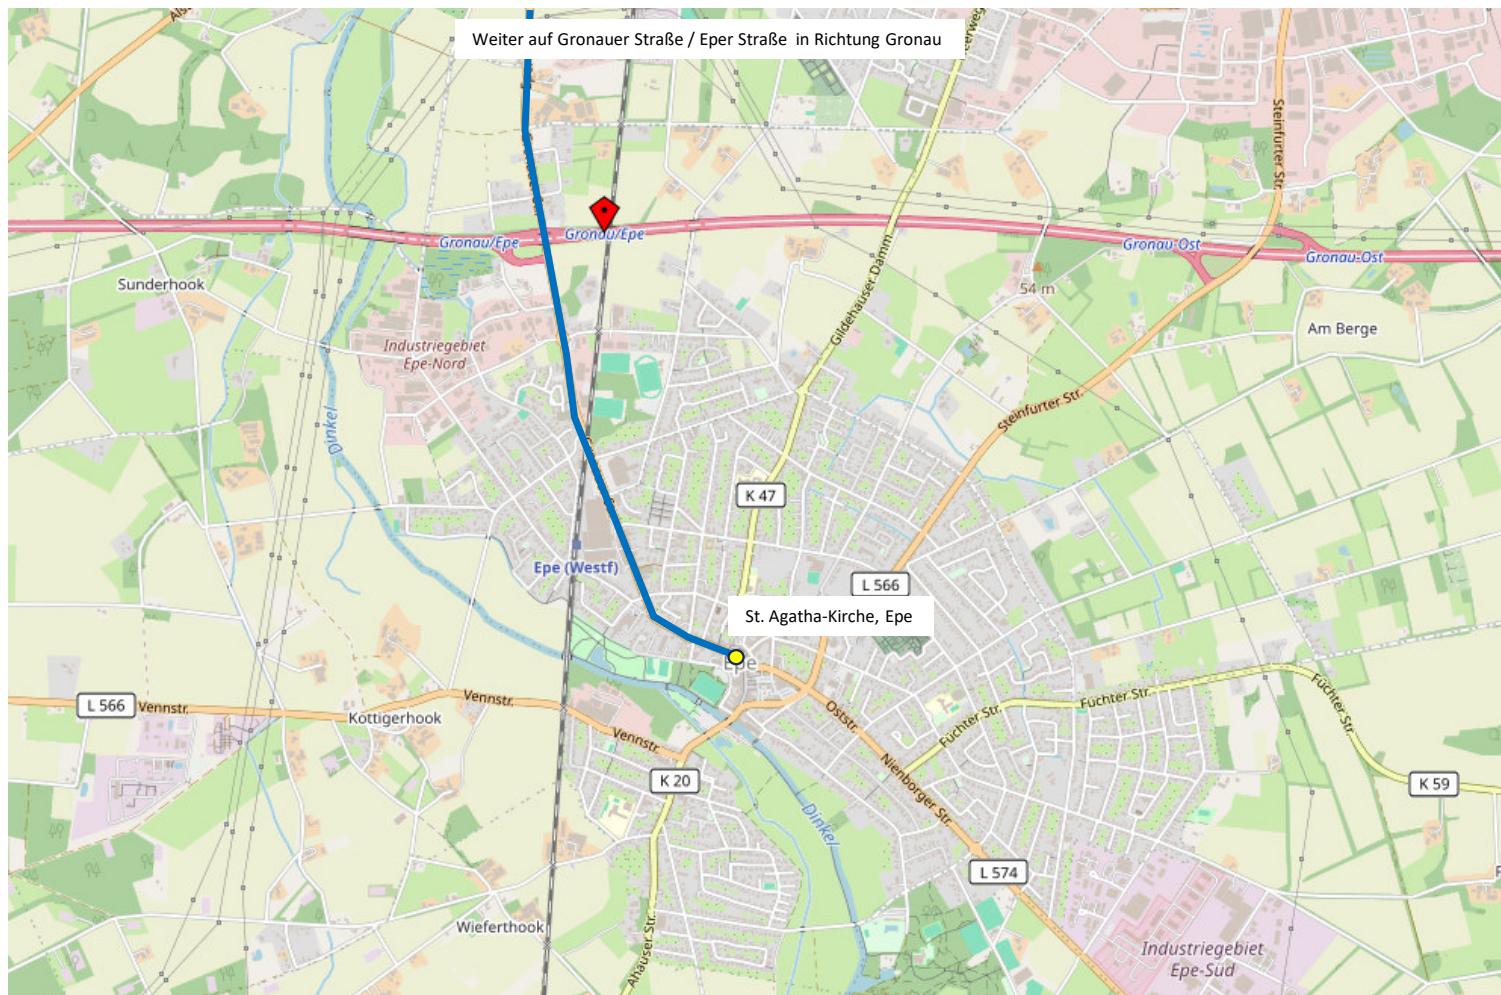 Weiter auf Gronauer Straße / Eper Straße in Richtung Gronau
Steinfurter Str.
Gronau/Epe
Gronau/Epe
Gronau-Ost
Gronau-Ost
Sunderhook
54 m
Gildehauser Damm
Am Berge
Industriegebiet
Epe-Nord
Steinfurter Str.
Dinkel
K 47
Epe (Westf)
L 566
St. Agatha-Kirche, Epe
Epe
L 566
Vennstr.
Vennstr.
Kottigerhook
Vennstr.
Oststr.
Füchter Str.
Füchter Str.
Füchter Str.
K 20
Nienborger Str.
K 59
Dinkel
L 574
Wieferthook
Ahauser Str.
Industriegebiet
Epe-Süd